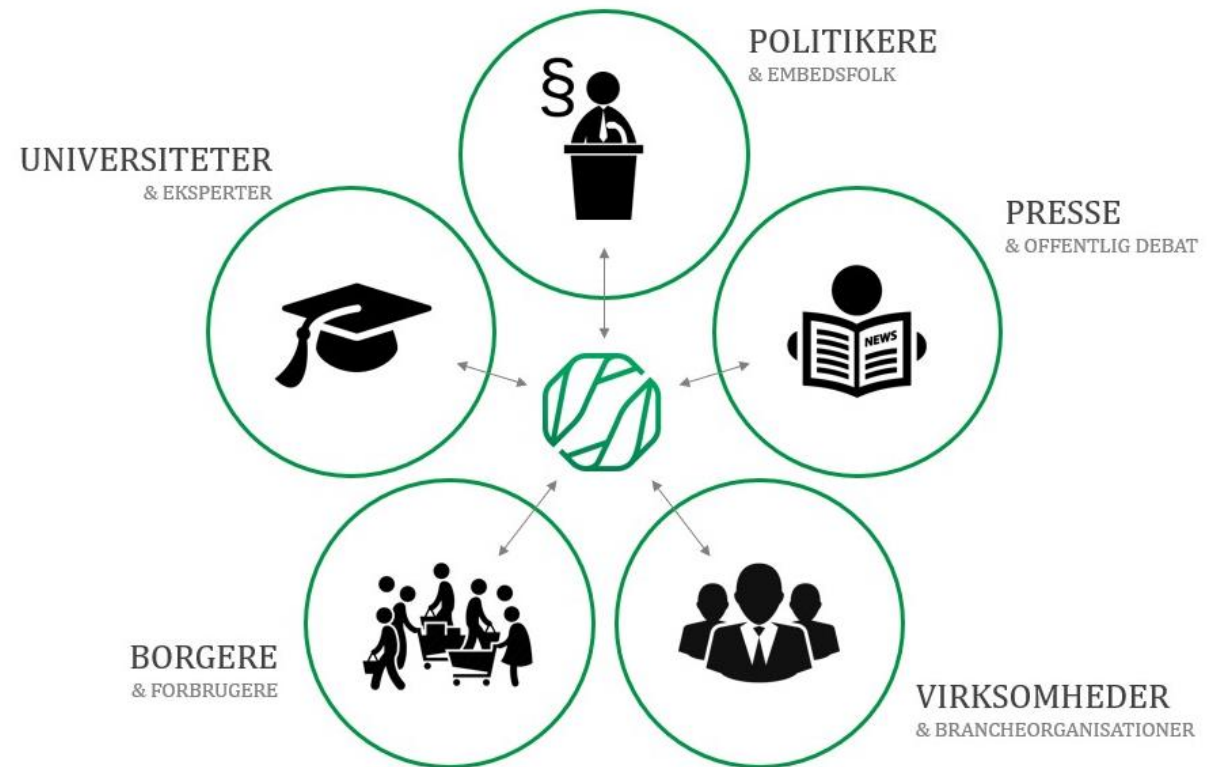 POLITIKERE
& EMBEDSFOLK
§
UNIVERSITETER
& EKSPERTER
PRESSE
& OFFENTLIG DEBAT
NEWS
BORGERE
& FORBRUGERE
VIRKSOMHEDER
& BRANCHEORGANISATIONER